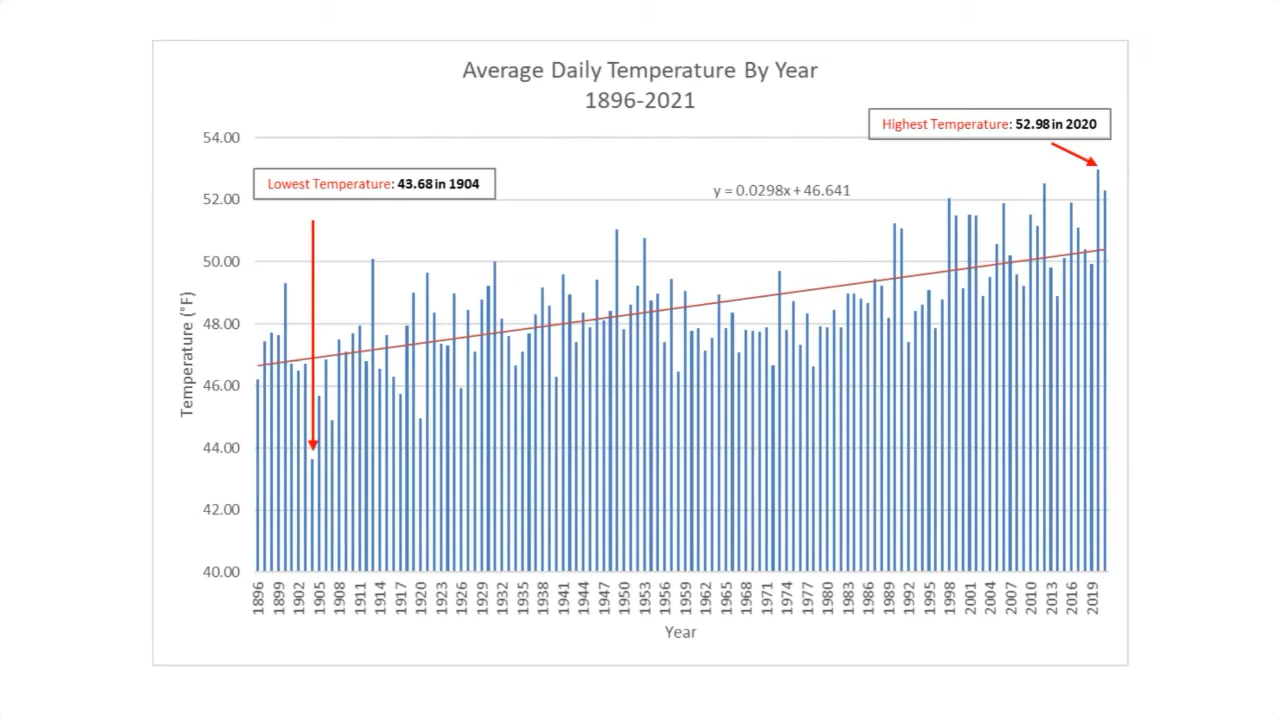 Average Daily Temperature By Year
1896-2021
Highest Temperature: 52.98 in 2020
Lowest Temperature: 43.68 in 1904
y = 0.0298x + 46.641
Temperature (°F)
54.00
52.00
50.00
48.00
46.00
44.00
42.00
40.00
1896 1899 1902 1905 1908 1911 1914 1917 1920 1923 1926 1929 1932 1935 1938 1941 1944 1947 1950 1953 1956 1959 1962 1965 1968 1971 1974 1977 1980 1983 1986 1989 1992 1995 1998 2001 2004 2007 2010 2013 2016 2019
Year